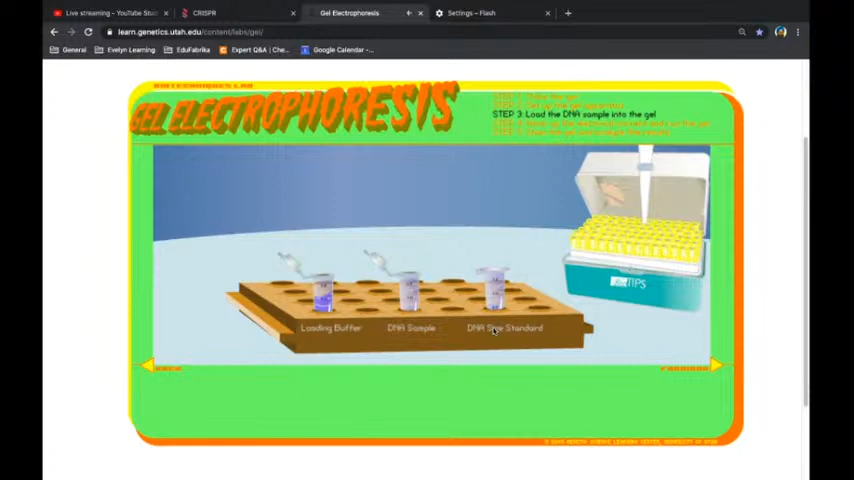 Live streaming - YouTube Stu
CRISPR
Gel Electrophoresis
Settings – Flash
learn.genetics.utah.edu/content/labs/gel/
General
Evelyn Learning
EduFabrika
Expert Q&A | Che...
Google Calendar -...
GEL ELECTROPHORESIS
STEP 3: Load the DNA sample into the gel
TIPS
Loading Buffer
DNA Sample
DNA Size Standard
BACK
FORWARD